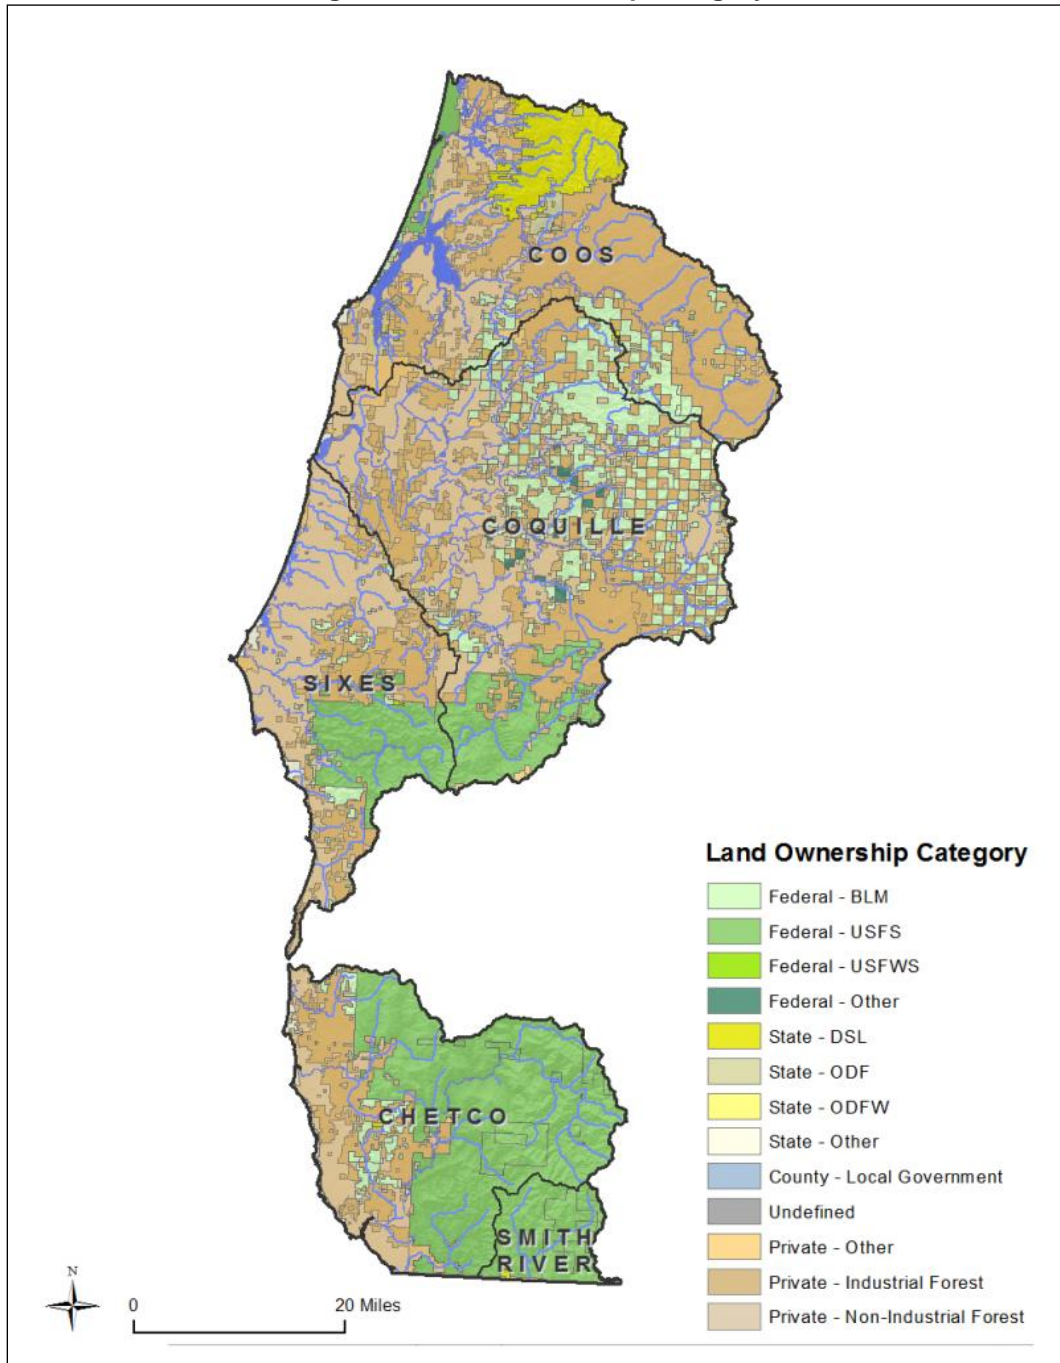 COOS
COQUILLE
SIXES
CHETCO
SMITH
RIVER
Land Ownership Category
Federal - BLM
Federal - USFS
Federal - USFWS
Federal - Other
State - DSL
State - ODF
State - ODFW
State - Other
County - Local Government
Undefined
Private - Other
Private - Industrial Forest
Private - Non-Industrial Forest
N
0 20 Miles